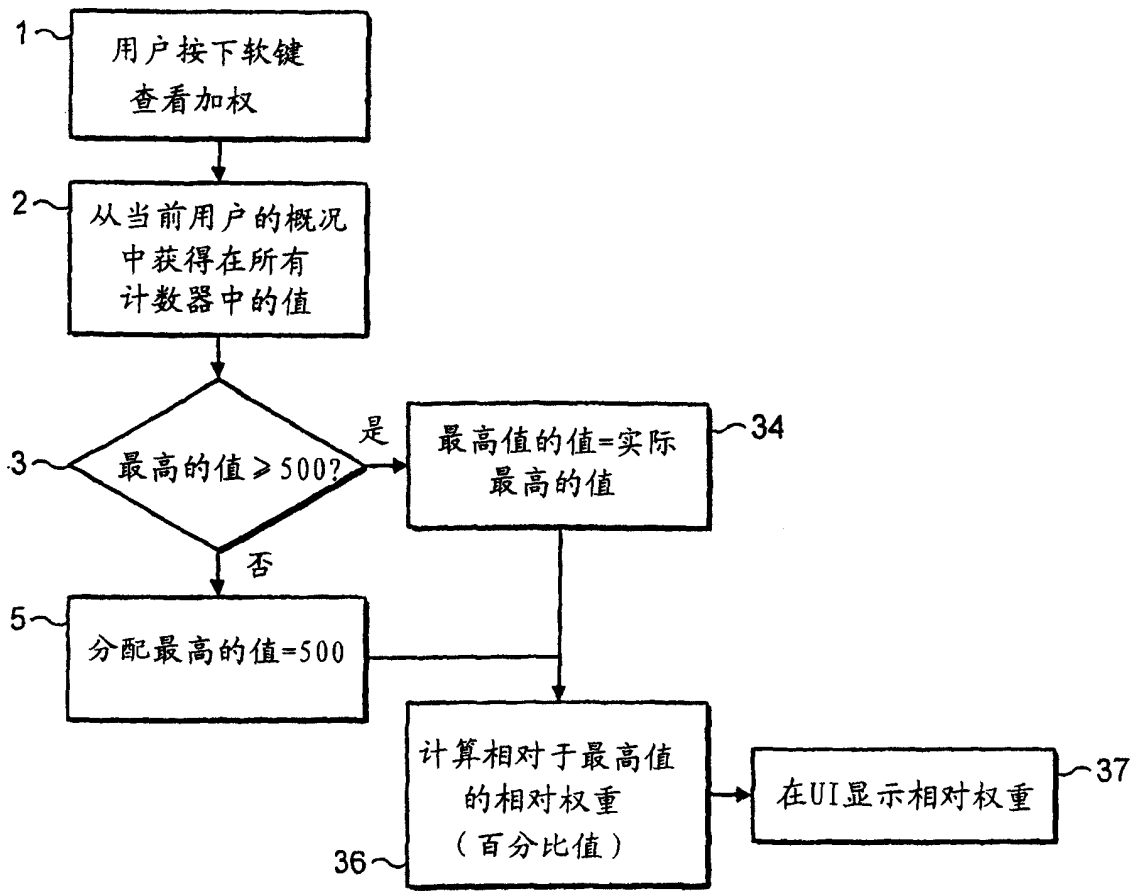 1
用户按下软键
查看加权
2
从当前用户的概况
中获得在所有
计数器中的值
3
最高的值≥500?
是
最高值的值=实际
最高的值
34
否
5
分配最高的值=500
计算相对于最高值
的相对权重
(百分比值)
36
在UI显示相对权重
37